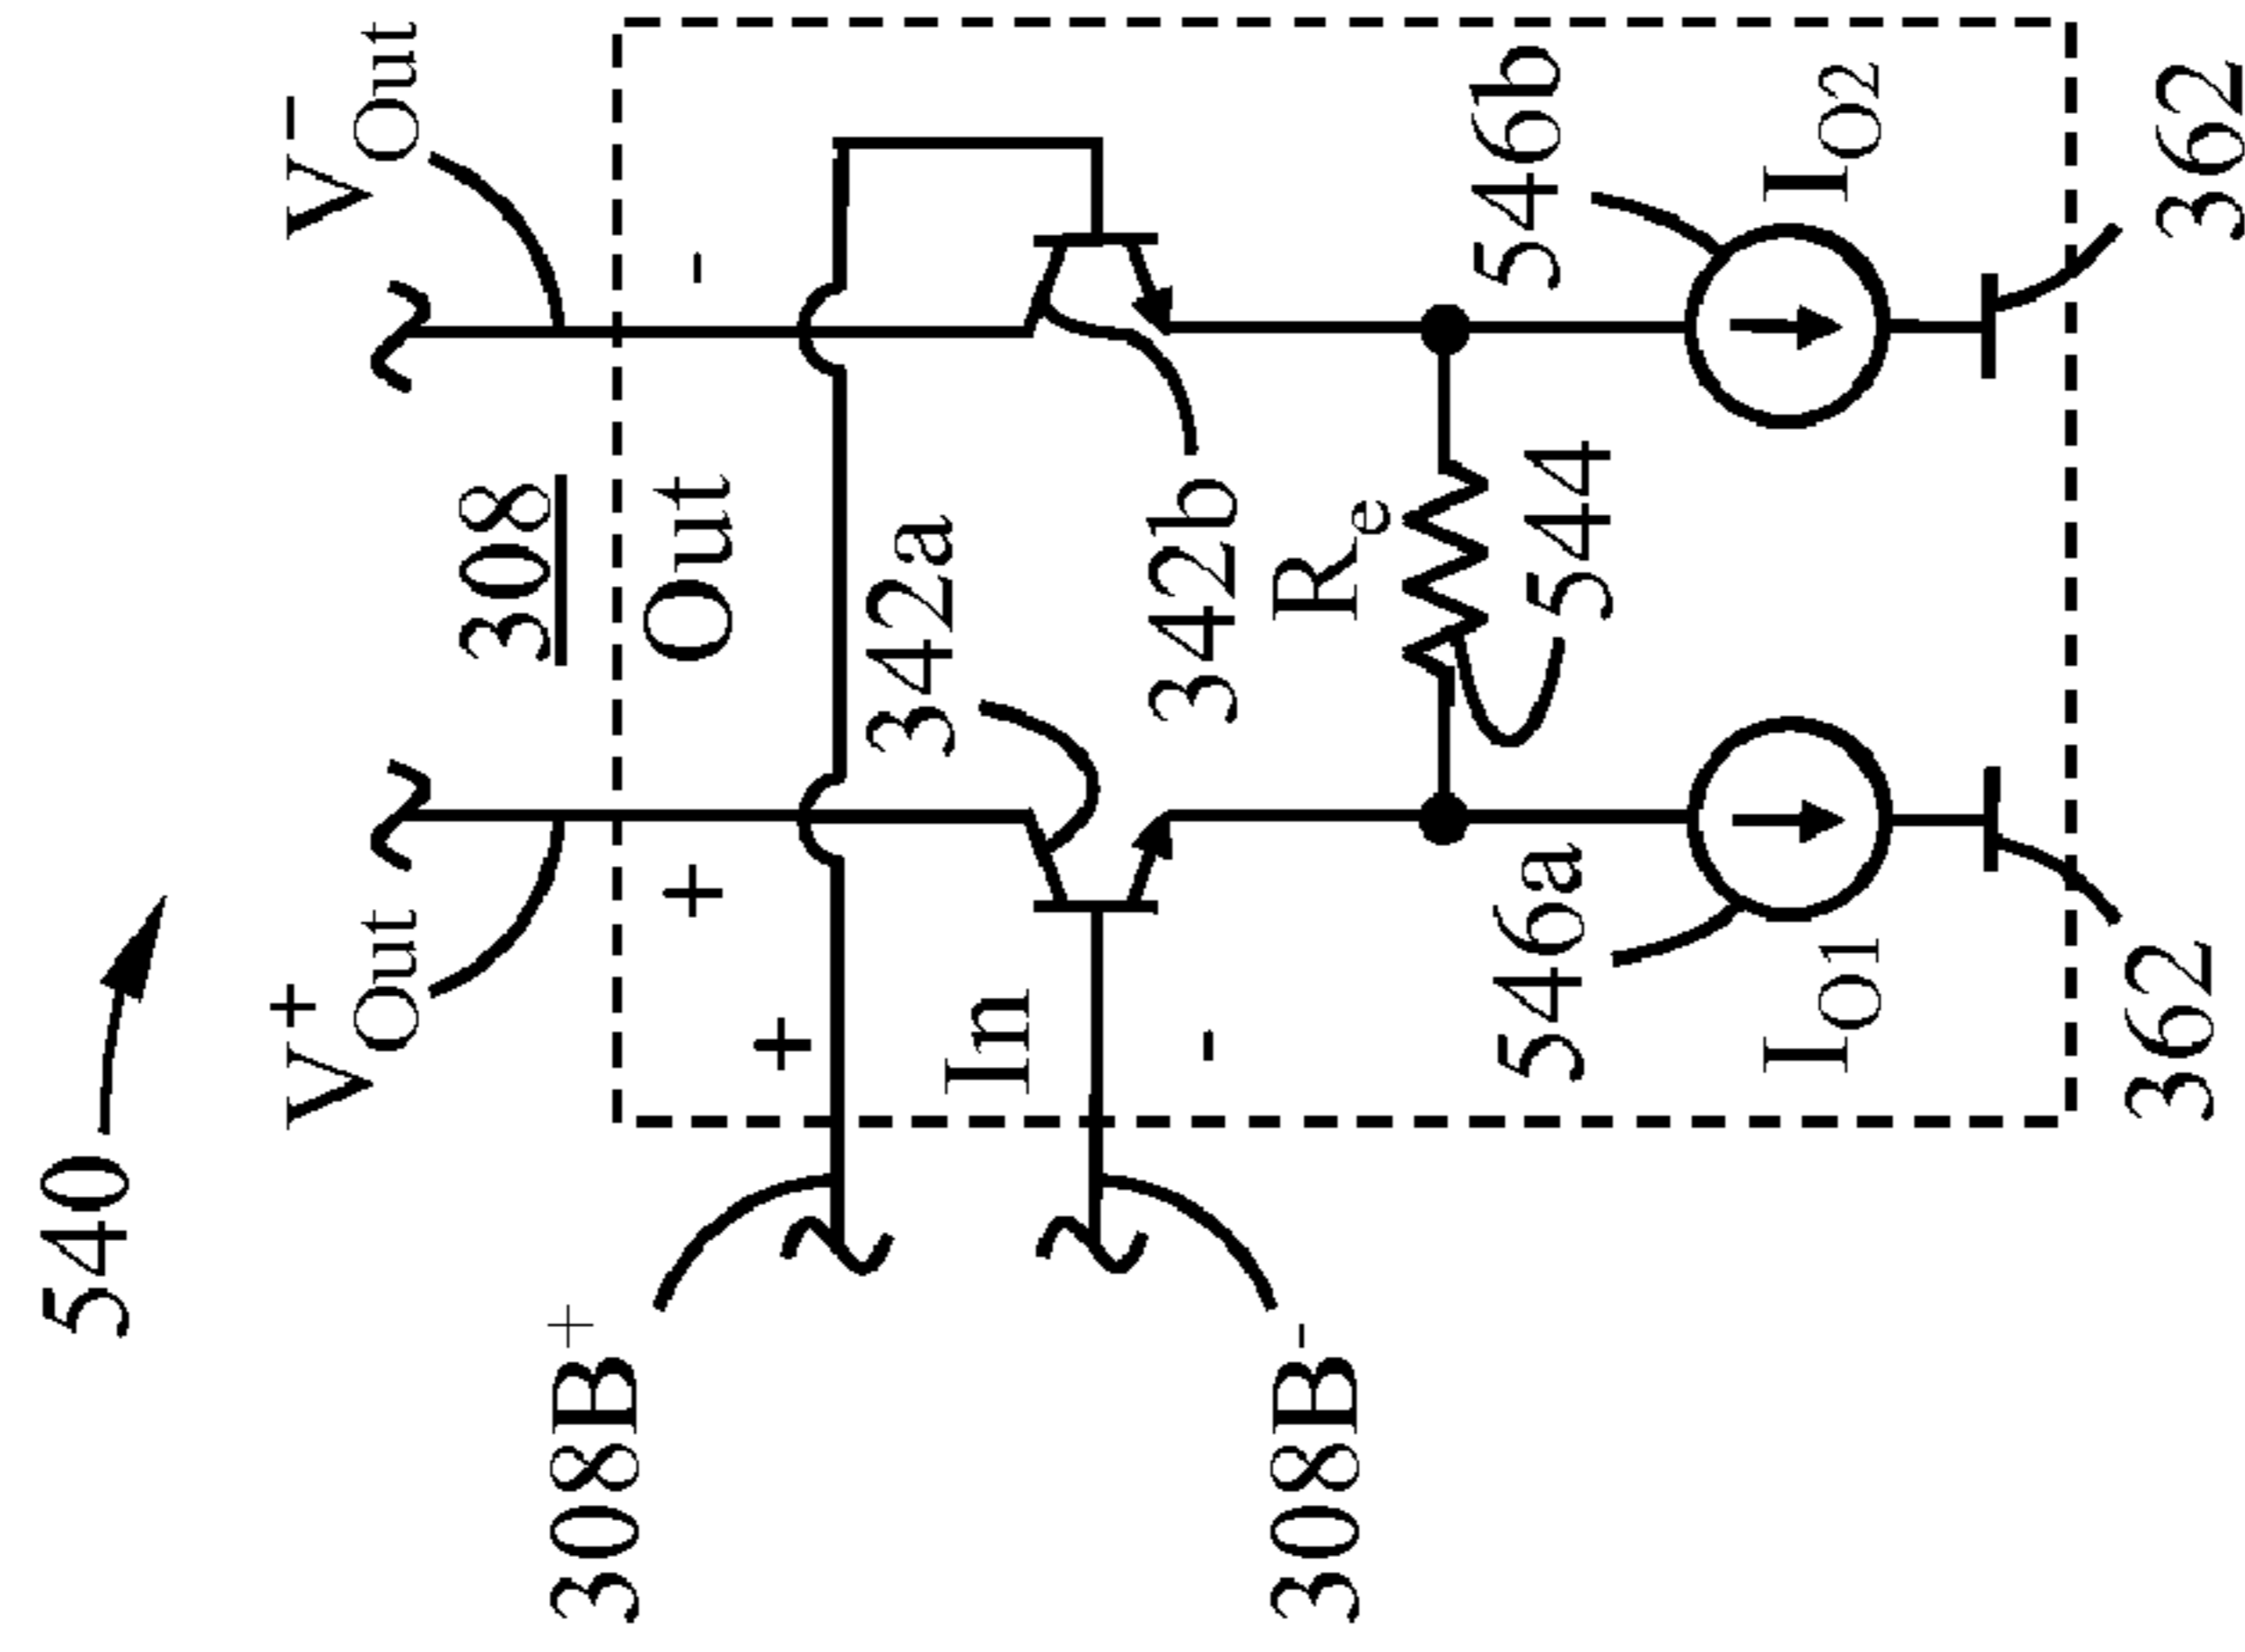 540
V+Out
V-Out
308
Out
+
-
308B+
+
In
342a
308B-
-
342b
Re
544
546a
546b
IO1
IO2
362
362